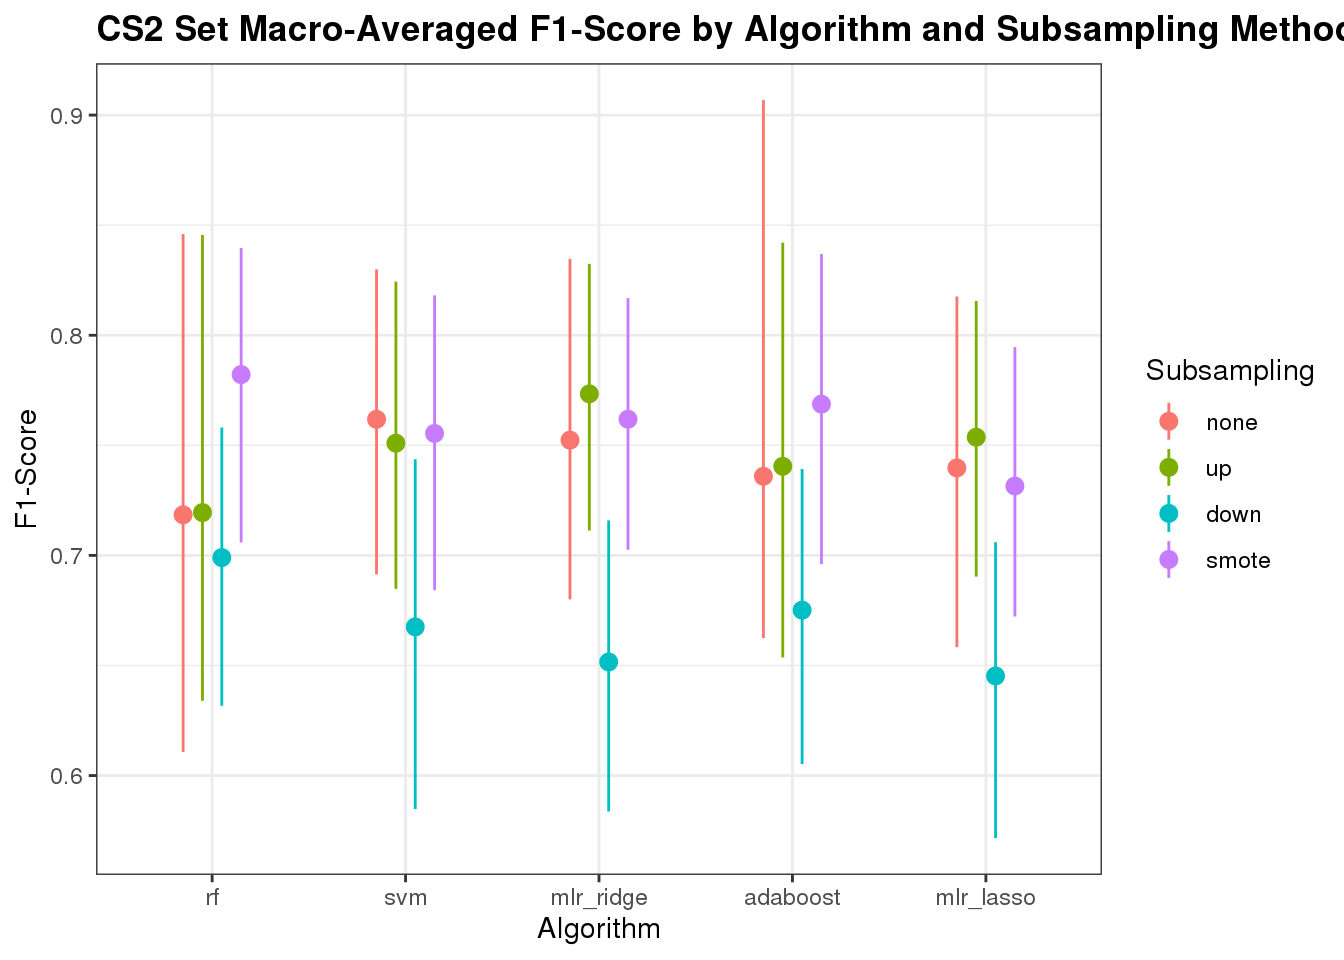 CS2 Set Macro-Averaged F1-Score by Algorithm and Subsampling Metho
0.9
0.8
0.7
0.6
F1-Score
rf svm mlr_ridge adaboost mlr_lasso
Algorithm
Subsampling
none
up
down
smote